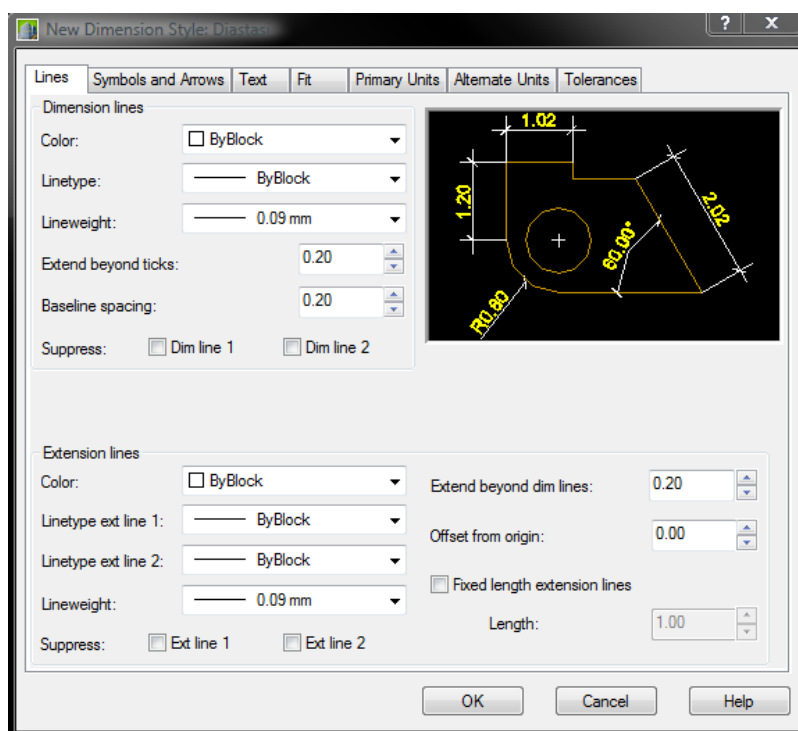 New Dimension Style: Diastasi
? x
Lines Symbols and Arrows Text Fit Primary Units Alternate Units Tolerances
Dimension lines
Color: ByBlock
Linetype: ByBlock
Lineweight: 0.09 mm
Extend beyond ticks: 0.20
Baseline spacing: 0.20
Suppress: Dim line 1 Dim line 2
1.02
1.20
2.02
60.00°
R0.80
Extension lines
Color: ByBlock
Linetype ext line 1: ByBlock
Linetype ext line 2: ByBlock
Lineweight: 0.09 mm
Suppress: Ext line 1 Ext line 2
Extend beyond dim lines: 0.20
Offset from origin: 0.00
Fixed length extension lines
Length: 1.00
OK Cancel Help